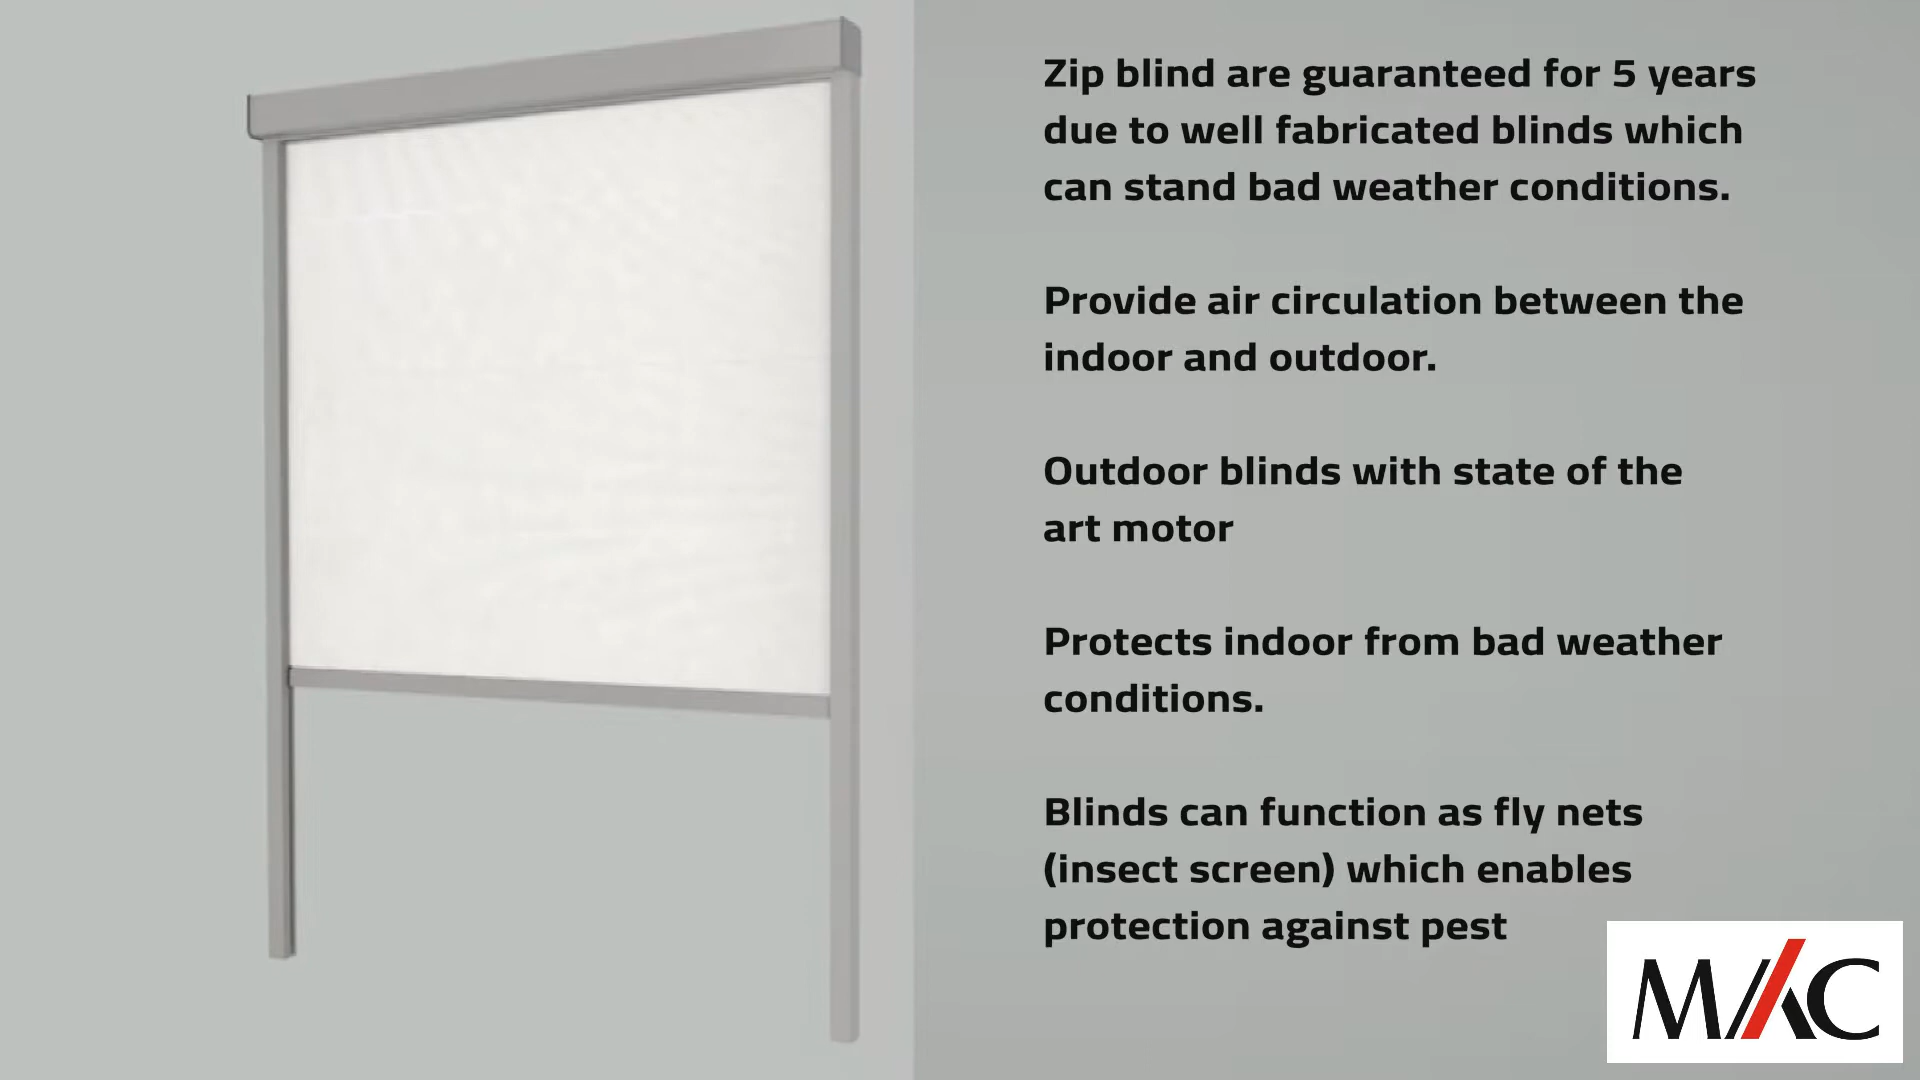 Zip blind are guaranteed for 5 years
due to well fabricated blinds which
can stand bad weather conditions.
Provide air circulation between the
indoor and outdoor.
Outdoor blinds with state of the
art motor
Protects indoor from bad weather
conditions.
Blinds can function as fly nets
(insect screen) which enables
protection against pest
MAC